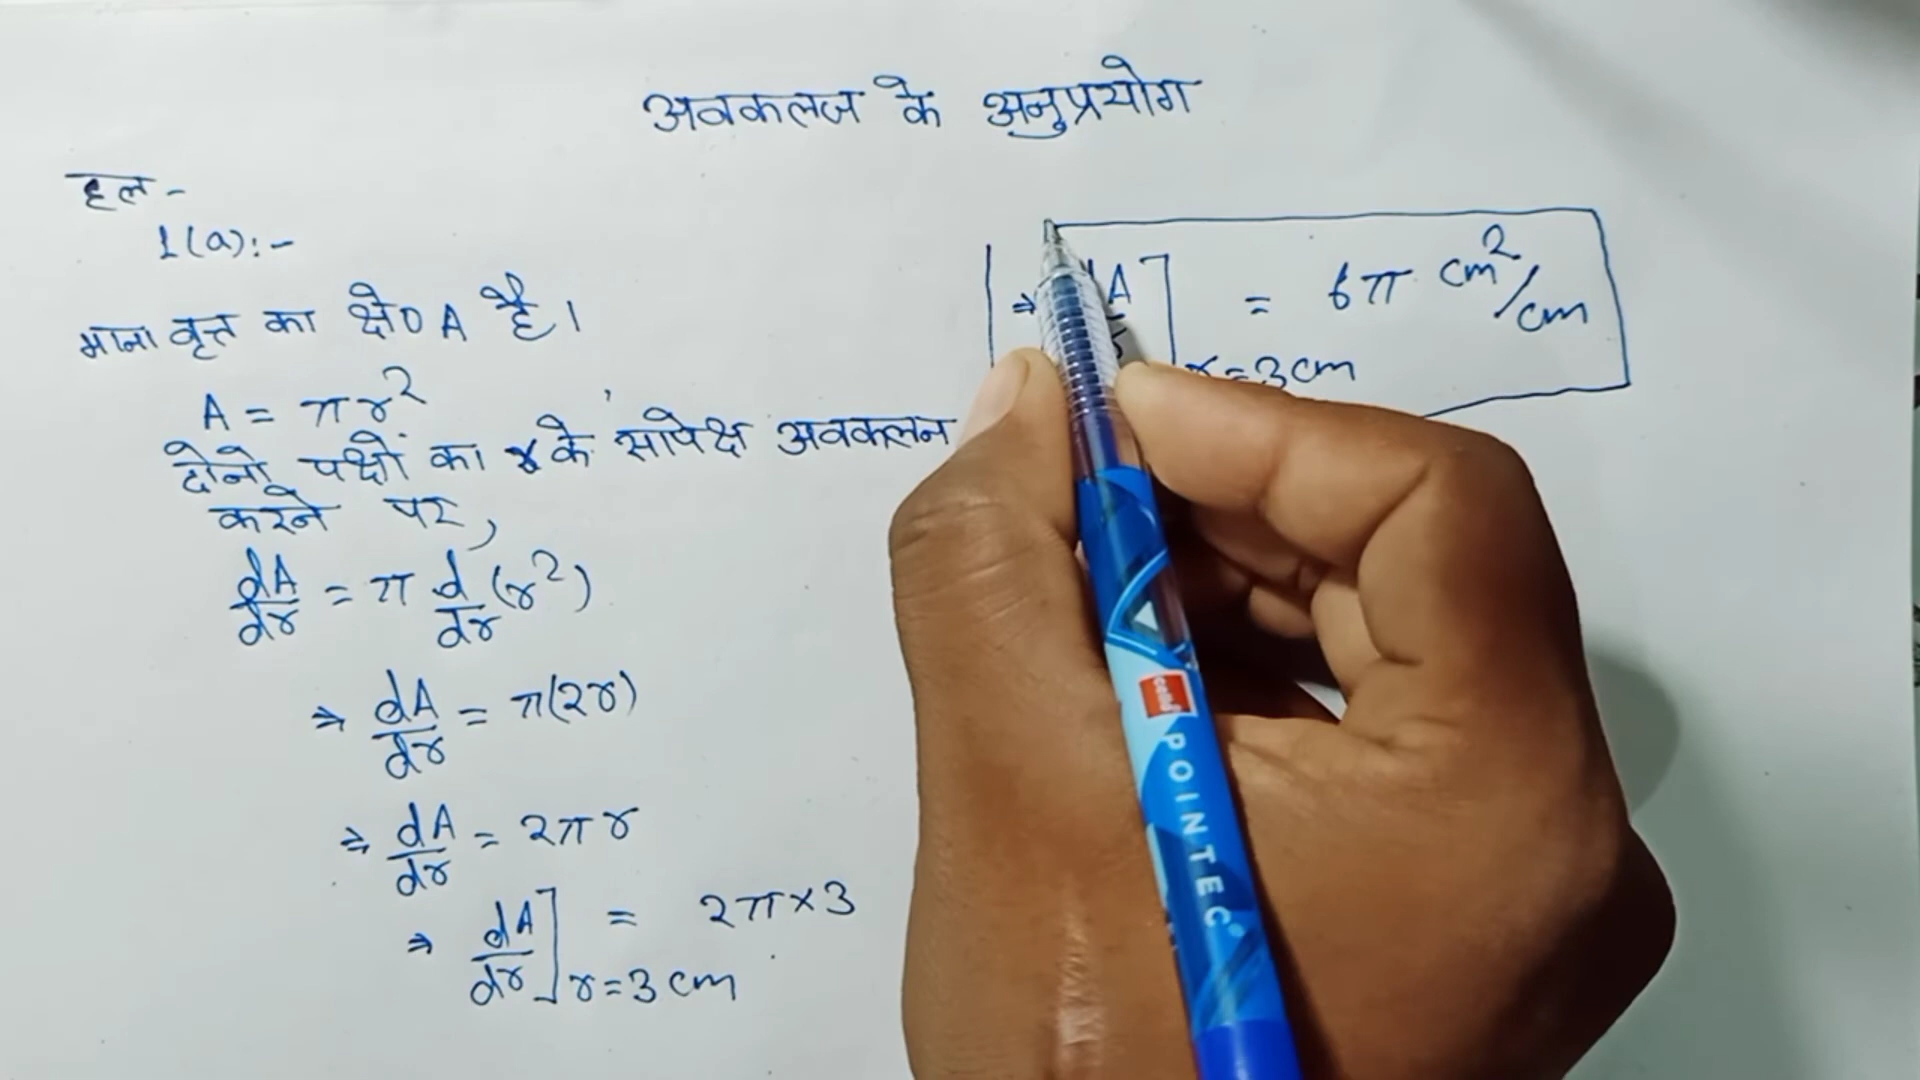 अवकलज के अनुप्रयोग
हल -
1(a):-
माना वृत्त का क्षे० A है।
A = πr²
दोनो पक्षों का r के सापेक्ष अवकलन
करने पर,
dA/dr = π d/dr (r²)
⇒ dA/dr = π(2r)
⇒ dA/dr = 2πr
⇒ dA/dr]r=3cm = 2π×3
⇒ A] r=3cm = 6π cm²/cm
cello POINTEC